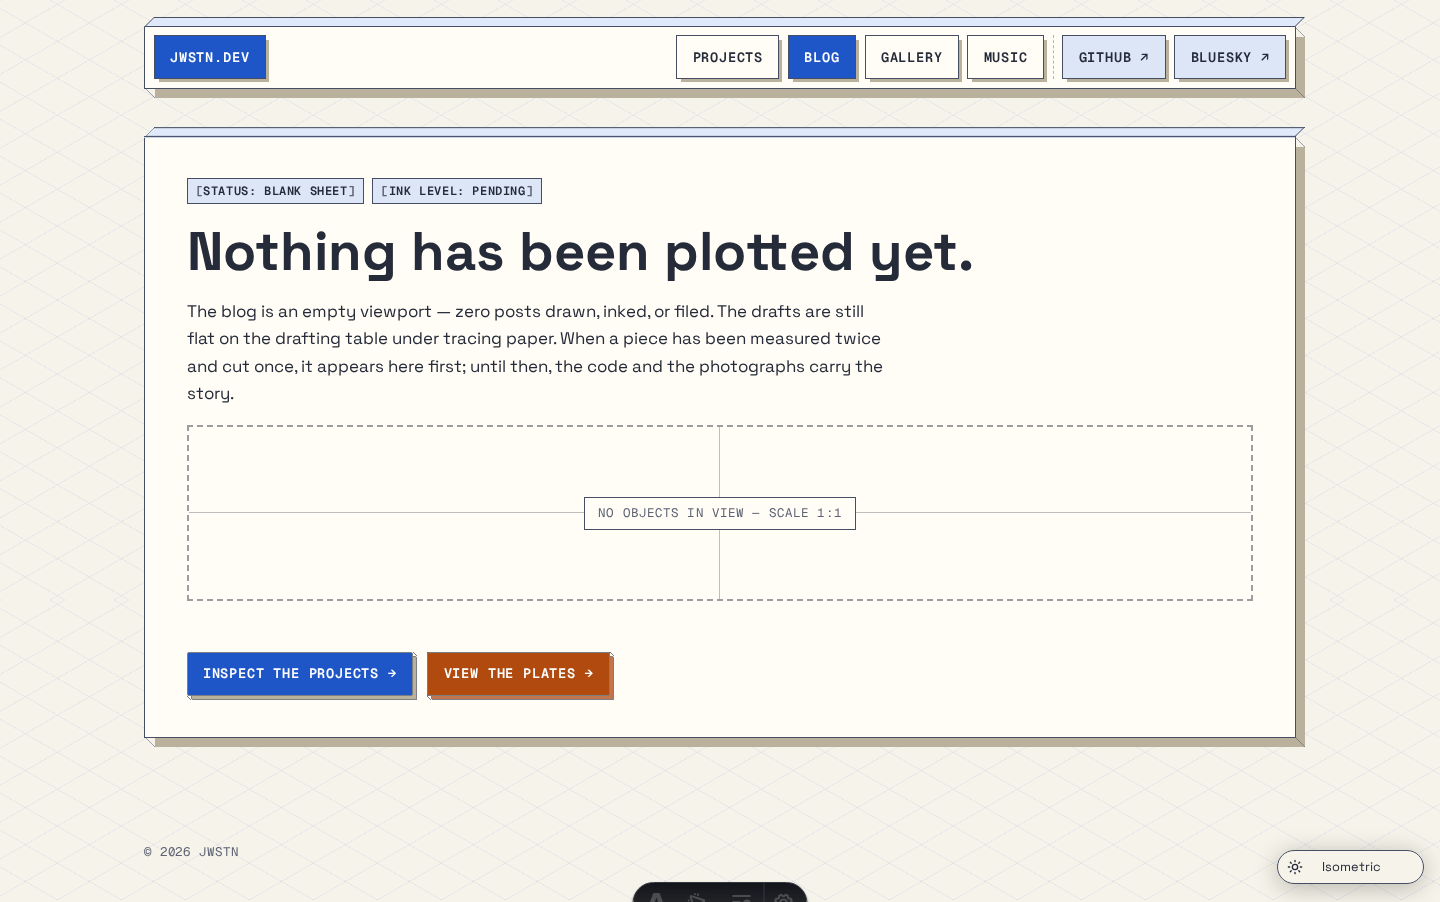 JWSTN.DEV
PROJECTS
BLOG
GALLERY
MUSIC
GITHUB ↗
BLUESKY ↗
[STATUS: BLANK SHEET]
[INK LEVEL: PENDING]
Nothing has been plotted yet.
The blog is an empty viewport — zero posts drawn, inked, or filed. The drafts are still
flat on the drafting table under tracing paper. When a piece has been measured twice
and cut once, it appears here first; until then, the code and the photographs carry the
story.
NO OBJECTS IN VIEW — SCALE 1:1
INSPECT THE PROJECTS →
VIEW THE PLATES →
© 2026 JWSTN
Isometric